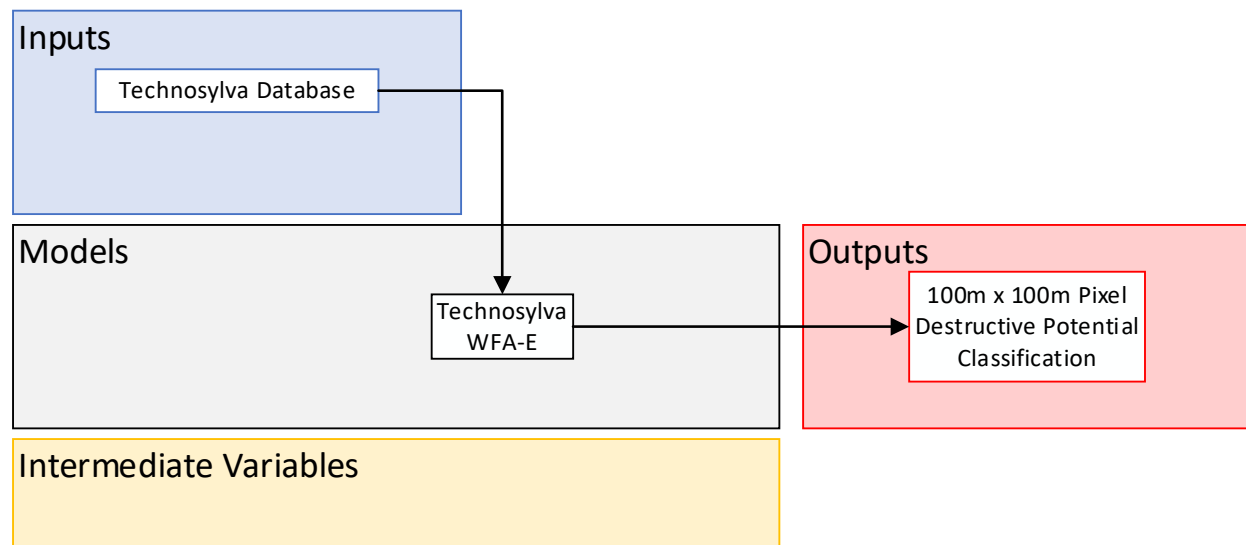 Inputs
Technosylva Database
Models
Technosylva
WFA-E
Outputs
100m x 100m Pixel
Destructive Potential
Classification
Intermediate Variables